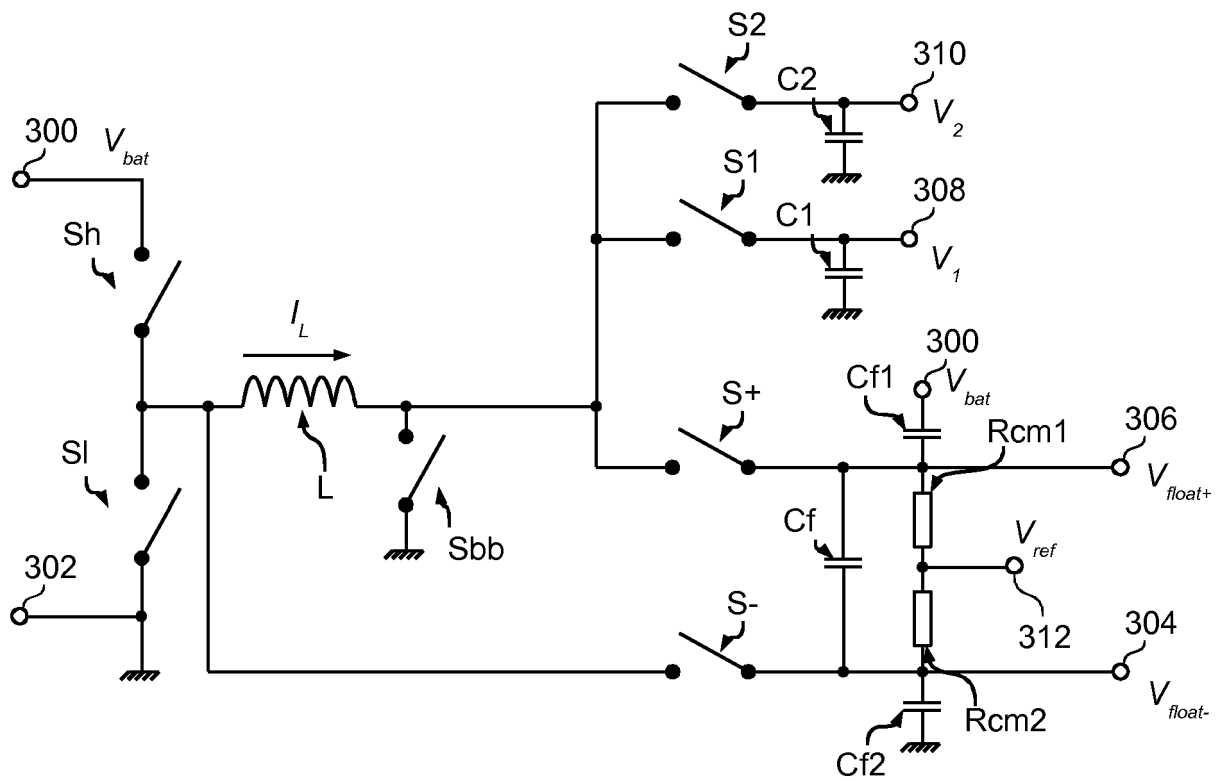 S2
310
C2
V2
300
Vbat
S1
308
C1
V1
Sh
IL
300
Vbat
Cf1
S+
Rcm1
306
Sl
L
Vfloat+
Cf
Vref
Sbb
302
S-
312
304
Rcm2
Vfloat-
Cf2